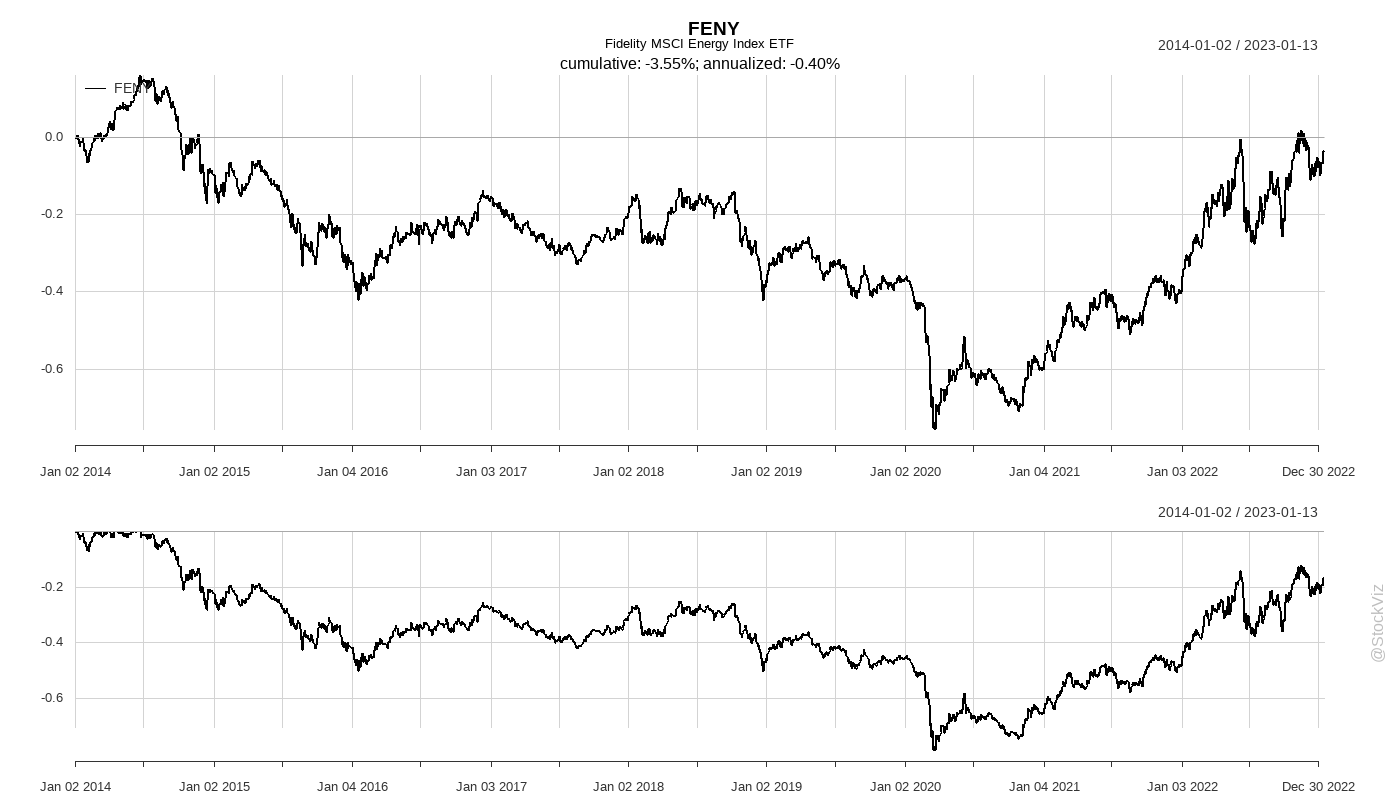 FENY
Fidelity MSCI Energy Index ETF
cumulative: -3.55%; annualized: -0.40%
2014-01-02 / 2023-01-13
FENY
0.0
-0.2
-0.4
-0.6
Jan 02 2014 Jan 02 2015 Jan 04 2016 Jan 03 2017 Jan 02 2018 Jan 02 2019 Jan 02 2020 Jan 04 2021 Jan 03 2022 Dec 30 2022
2014-01-02 / 2023-01-13
-0.2
-0.4
-0.6
Jan 02 2014 Jan 02 2015 Jan 04 2016 Jan 03 2017 Jan 02 2018 Jan 02 2019 Jan 02 2020 Jan 04 2021 Jan 03 2022 Dec 30 2022
@StockViz